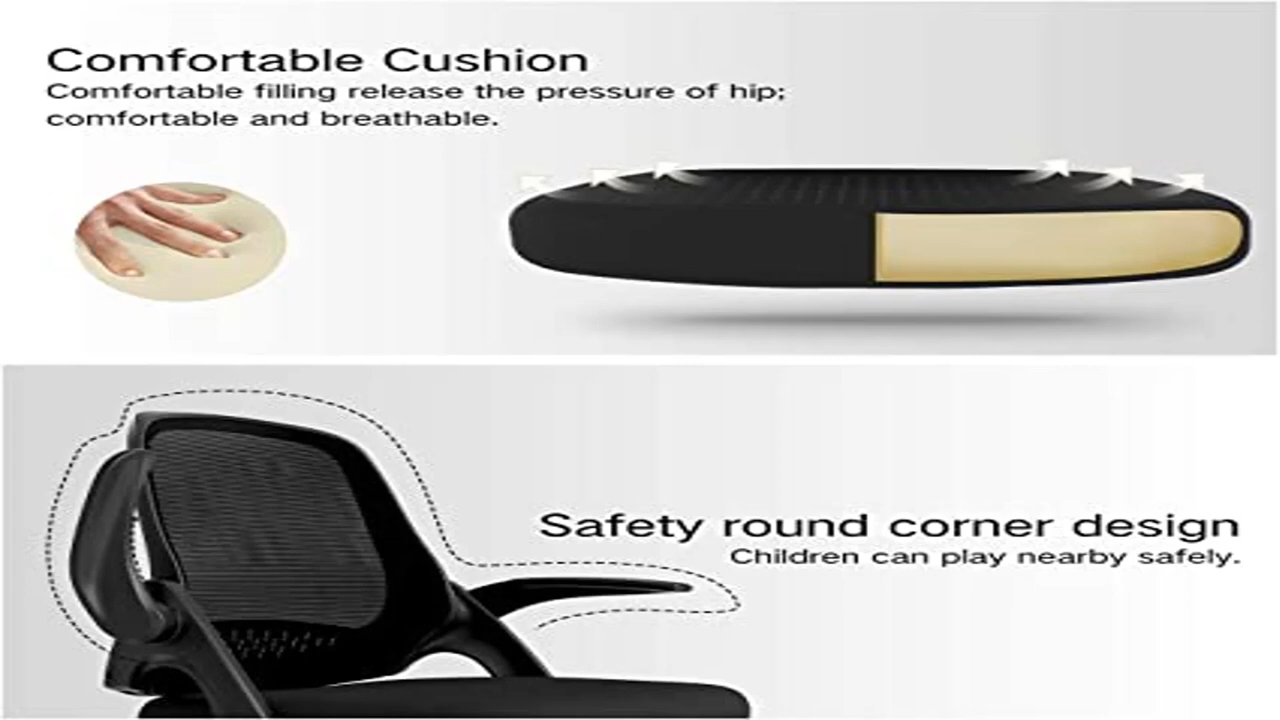 Comfortable Cushion
Comfortable filling release the pressure of hip;
comfortable and breathable.
Safety round corner design
Children can play nearby safely.